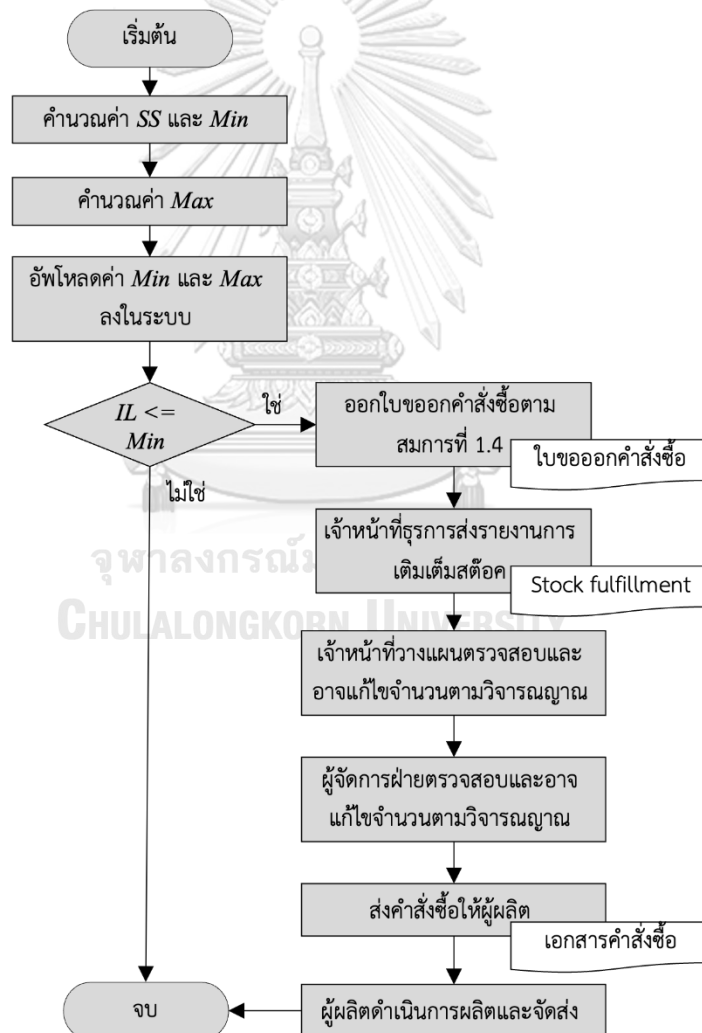 เริ่มต้น
คำนวณค่า SS และ Min
คำนวณค่า Max
อัพโหลดค่า Min และ Max
ลงในระบบ
IL <=
Min
ใช่
ไม่ใช่
ออกใบขอออกคำสั่งซื้อตาม
สมการที่ 1.4
ใบขอออกคำสั่งซื้อ
เจ้าหน้าที่ธุรการส่งรายงานการ
เติมเต็มสต๊อค
Stock fulfillment
จุฬาลงกรณ์ม
CHULALONGKORN UNIVERSITY
เจ้าหน้าที่วางแผนตรวจสอบและ
อาจแก้ไขจำนวนตามวิจารณญาณ
ผู้จัดการฝ่ายตรวจสอบและอาจ
แก้ไขจำนวนตามวิจารณญาณ
ส่งคำสั่งซื้อให้ผู้ผลิต
เอกสารคำสั่งซื้อ
ผู้ผลิตดำเนินการผลิตและจัดส่ง
จบ